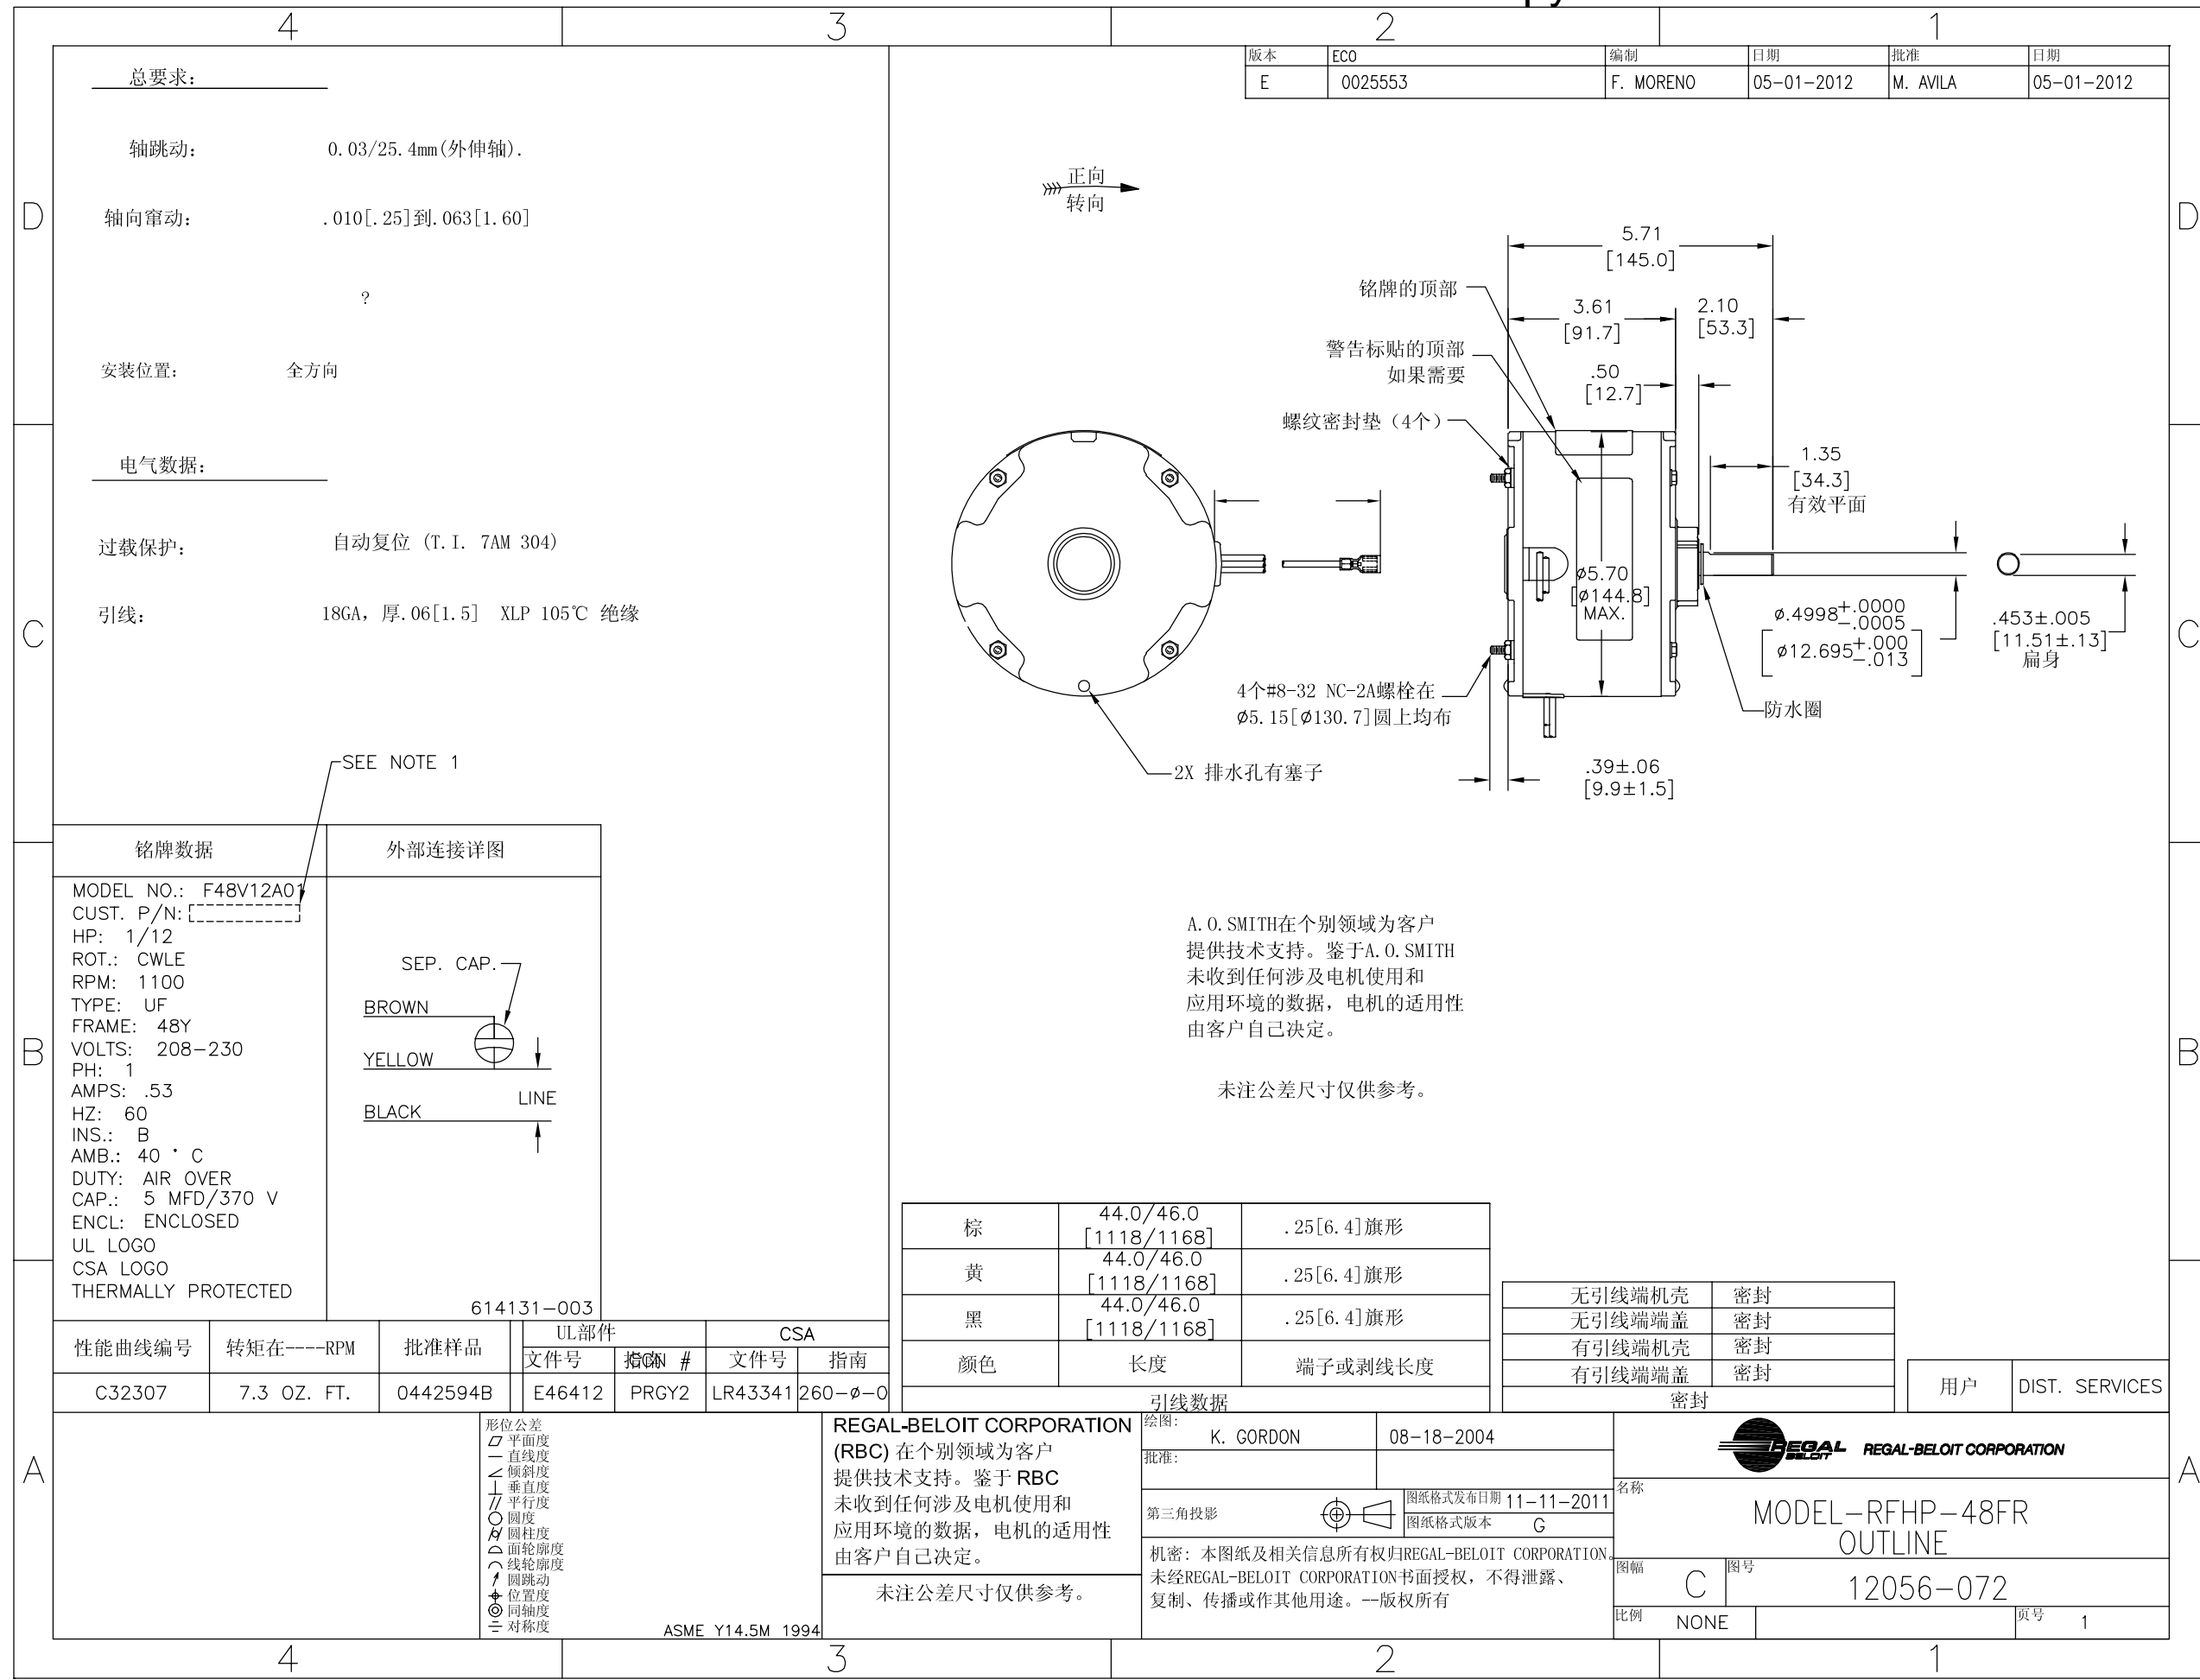 4 3 2 1
版本 ECO 编制 日期 批准 日期
E 0025553 F. MORENO 05-01-2012 M. AVILA 05-01-2012
总要求:
轴跳动: 0.03/25.4mm(外伸轴).
轴向窜动: .010[.25]到.063[1.60]
?
安装位置: 全方向
电气数据:
过载保护: 自动复位 (T.I. 7AM 304)
引线: 18GA, 厚.06[1.5] XLP 105℃ 绝缘
D
D
C
C
B
B
A
A
正向
转向
5.71
[145.0]
铭牌的顶部
3.61
[91.7]
2.10
[53.3]
警告标贴的顶部
如果需要
.50
[12.7]
螺纹密封垫（4个）
1.35
[34.3]
有效平面
ø5.70
[ø144.8]
MAX.
ø.4998+.0000
-.0005
[ø12.695+.000
-.013]
.453±.005
[11.51±.13]
扁身
4个#8-32 NC-2A螺栓在
ø5.15[ø130.7]圆上均布
防水圈
2X 排水孔有塞子
.39±.06
[9.9±1.5]
SEE NOTE 1
铭牌数据 外部连接详图
MODEL NO.: F48V12A01
CUST. P/N:
HP: 1/12
ROT.: CWLE
RPM: 1100
TYPE: UF
FRAME: 48Y
VOLTS: 208-230
PH: 1
AMPS: .53
HZ: 60
INS.: B
AMB.: 40 ° C
DUTY: AIR OVER
CAP.: 5 MFD/370 V
ENCL: ENCLOSED
UL LOGO
CSA LOGO
THERMALLY PROTECTED
SEP. CAP.
BROWN
YELLOW
LINE
BLACK
614131-003
A.O.SMITH在个别领域为客户
提供技术支持。鉴于A.O.SMITH
未收到任何涉及电机使用和
应用环境的数据，电机的适用性
由客户自己决定。
未注公差尺寸仅供参考。
棕 44.0/46.0 [1118/1168] .25[6.4]旗形
黄 44.0/46.0 [1118/1168] .25[6.4]旗形
黑 44.0/46.0 [1118/1168] .25[6.4]旗形
颜色 长度 端子或剥线长度
引线数据
无引线端机壳 密封
无引线端端盖 密封
有引线端机壳 密封
有引线端端盖 密封
密封
用户 DIST. SERVICES
性能曲线编号 转矩在----RPM 批准样品 UL部件 CSA
文件号 CCN # 文件号 指南
C32307 7.3 OZ. FT. 0442594B E46412 PRGY2 LR43341 260-ø-0
形位公差
平面度
直线度
倾斜度
垂直度
平行度
圆度
圆柱度
面轮廓度
线轮廓度
圆跳动
位置度
同轴度
对称度
ASME Y14.5M 1994
REGAL-BELOIT CORPORATION
(RBC) 在个别领域为客户
提供技术支持。鉴于 RBC
未收到任何涉及电机使用和
应用环境的数据，电机的适用性
由客户自己决定。
未注公差尺寸仅供参考。
绘图: K. GORDON 08-18-2004
批准:
第三角投影
图纸格式发布日期 11-11-2011
图纸格式版本 G
机密: 本图纸及相关信息所有权归REGAL-BELOIT CORPORATION。
未经REGAL-BELOIT CORPORATION书面授权，不得泄露、
复制、传播或作其他用途。--版权所有
REGAL BELOIT REGAL-BELOIT CORPORATION
名称
MODEL-RFHP-48FR
OUTLINE
图幅 C 图号 12056-072
比例 NONE 页号 1
4 3 2 1